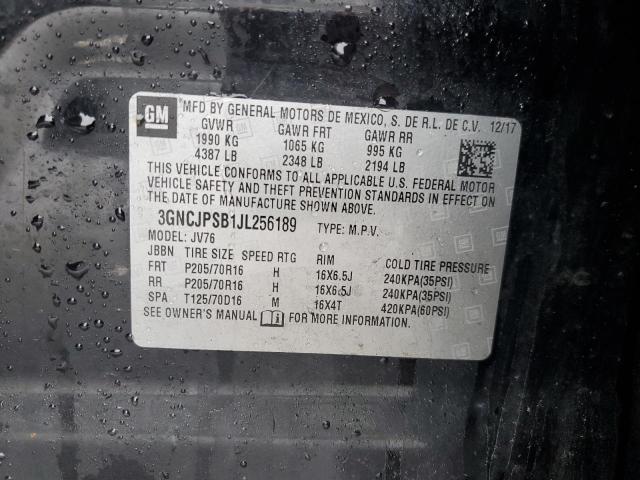 GM
MFD BY GENERAL MOTORS DE MEXICO, S. DE R.L. DE C.V. 12/17
GVWR GAWR FRT GAWR RR
1990 KG 1065 KG 995 KG
4387 LB 2348 LB 2194 LB
THIS VEHICLE CONFORMS TO ALL APPLICABLE U.S. FEDERAL MOTOR
VEHICLE SAFETY AND THEFT PREVENTION STANDARDS IN EFFECT ON
THE DATE OF MANUFACTURE SHOWN ABOVE.
3GNCJPSB1JL256189 TYPE: M.P.V.
MODEL: JV76
JBBN TIRE SIZE SPEED RTG RIM COLD TIRE PRESSURE
FRT P205/70R16 H 16X6.5J 240KPA(35PSI)
RR P205/70R16 H 16X6.5J 240KPA(35PSI)
SPA T125/70D16 M 16X4T 420KPA(60PSI)
SEE OWNER'S MANUAL FOR MORE INFORMATION.